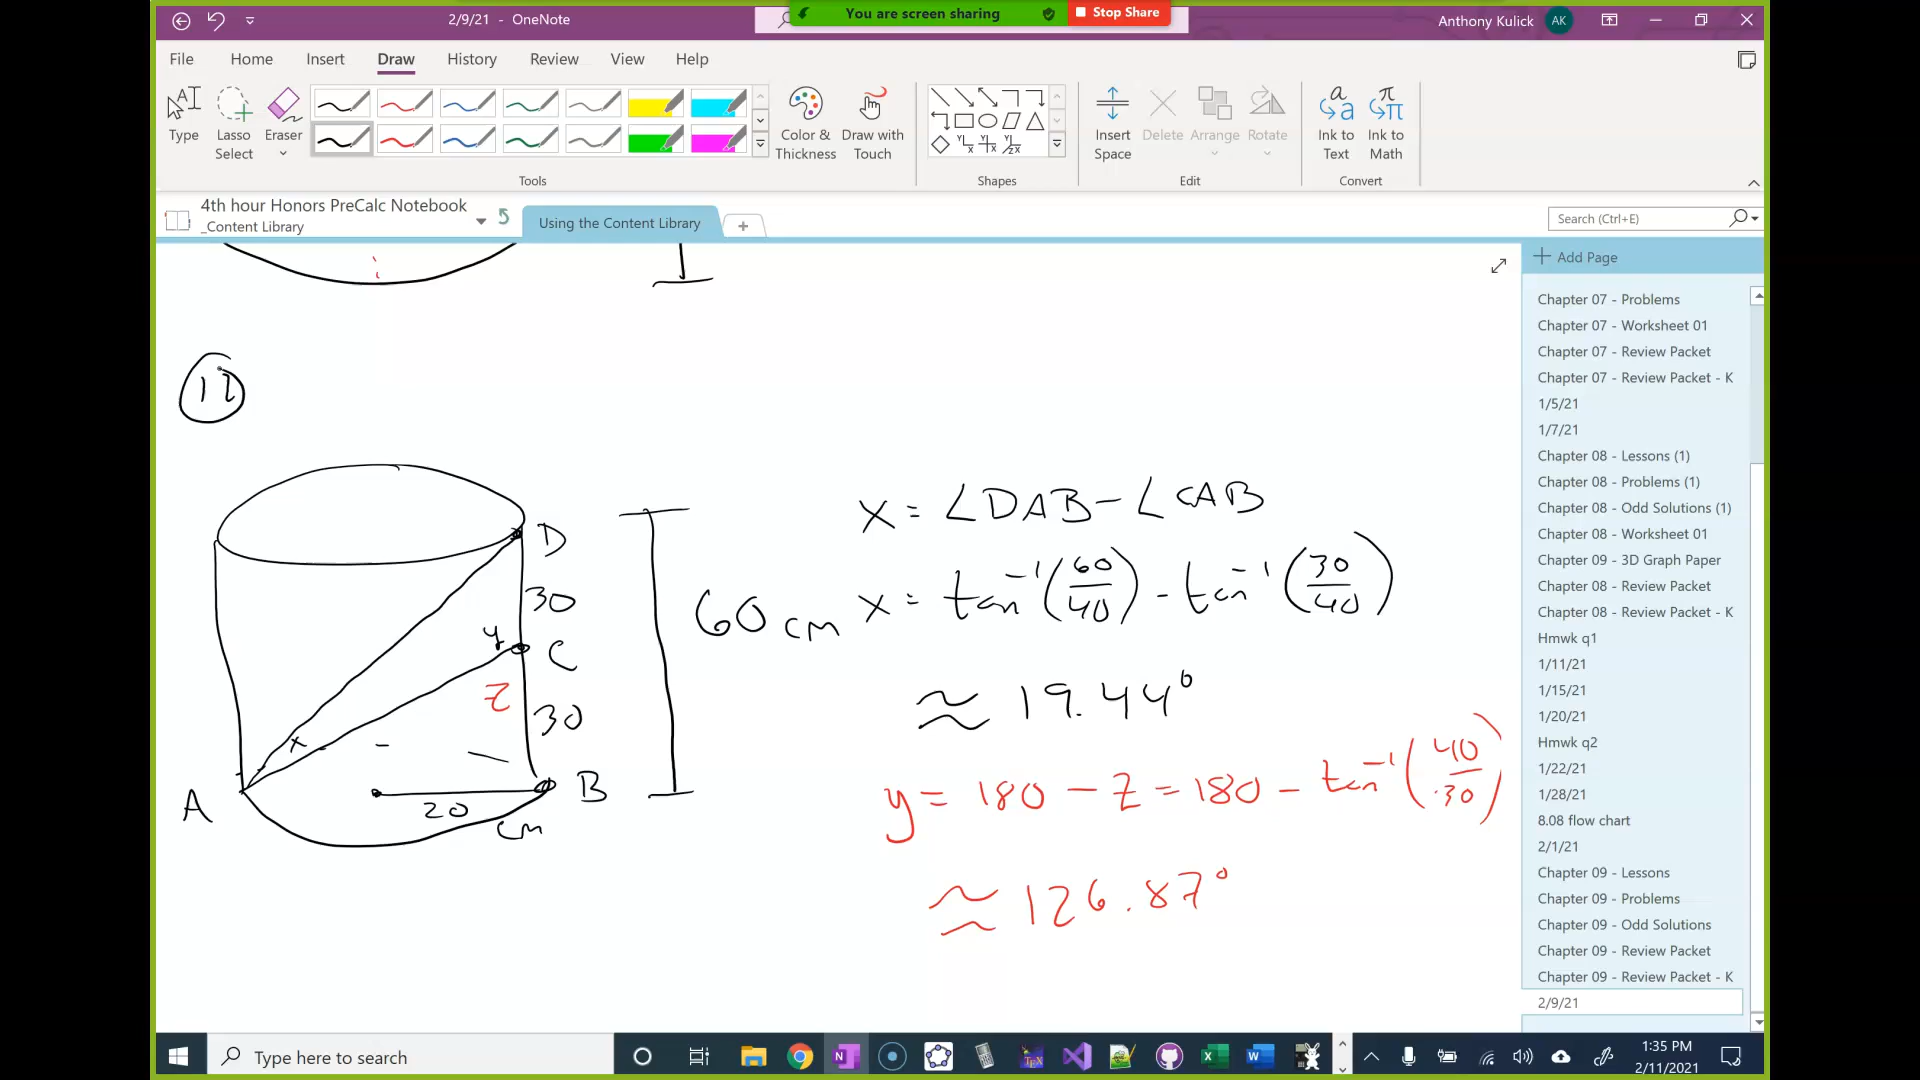 2/9/21 - OneNote
You are screen sharing
Stop Share
Anthony Kulick
AK
File
Home
Insert
Draw
History
Review
View
Help
Type
Lasso Select
Eraser
Color & Thickness
Draw with Touch
Insert Space
Delete
Arrange
Rotate
Ink to Text
Ink to Math
Tools
Shapes
Edit
Convert
4th hour Honors PreCalc Notebook
_Content Library
Using the Content Library
Search (Ctrl+E)
Add Page
Chapter 07 - Problems
Chapter 07 - Worksheet 01
Chapter 07 - Review Packet
Chapter 07 - Review Packet - K
1/5/21
1/7/21
Chapter 08 - Lessons (1)
Chapter 08 - Problems (1)
Chapter 08 - Odd Solutions (1)
Chapter 08 - Worksheet 01
Chapter 09 - 3D Graph Paper
Chapter 08 - Review Packet
Chapter 08 - Review Packet - K
Hmwk q1
1/11/21
1/15/21
1/20/21
Hmwk q2
1/22/21
1/28/21
8.08 flow chart
2/1/21
Chapter 09 - Lessons
Chapter 09 - Problems
Chapter 09 - Odd Solutions
Chapter 09 - Review Packet
Chapter 09 - Review Packet - K
2/9/21
12
D
30
y
C
z
30
x
A
B
20 cm
60 cm
x = ∠DAB - ∠CAB
x = tan⁻¹(60/40) - tan⁻¹(30/40)
≈ 19.44°
y = 180 - z = 180 - tan⁻¹(40/30)
≈ 126.87°
Type here to search
1:35 PM
2/11/2021